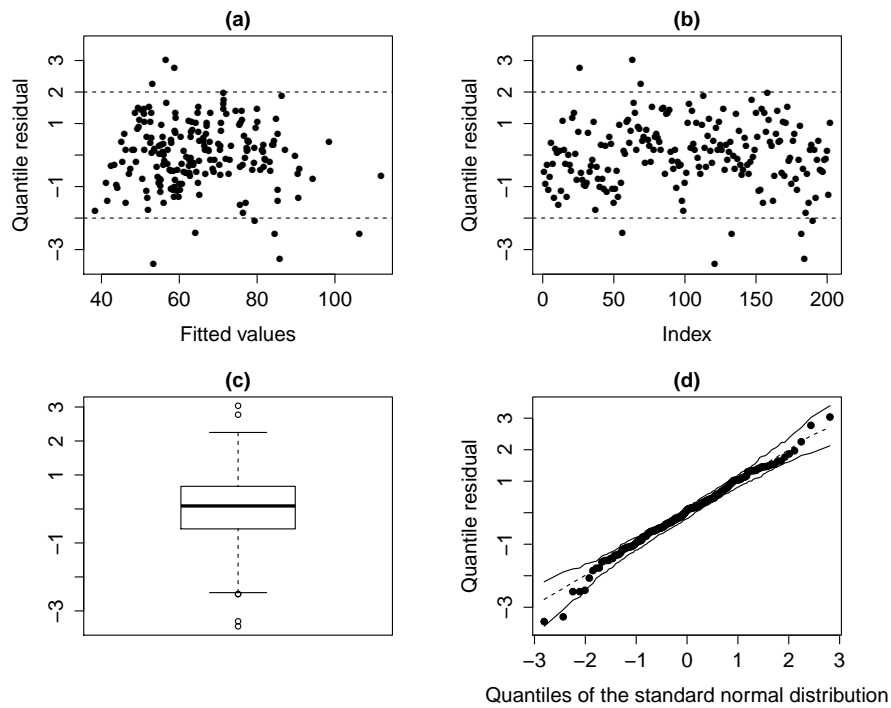 (a)
Quantile residual
3
2
1
−1
−3
40 60 80 100
Fitted values
(b)
Quantile residual
3
2
1
−1
−3
0 50 100 150 200
Index
(c)
Quantile residual
3
1
−1
−3
(d)
Quantile residual
3
1
−1
−3
−3 −2 −1 0 1 2 3
Quantiles of the standard normal distribution